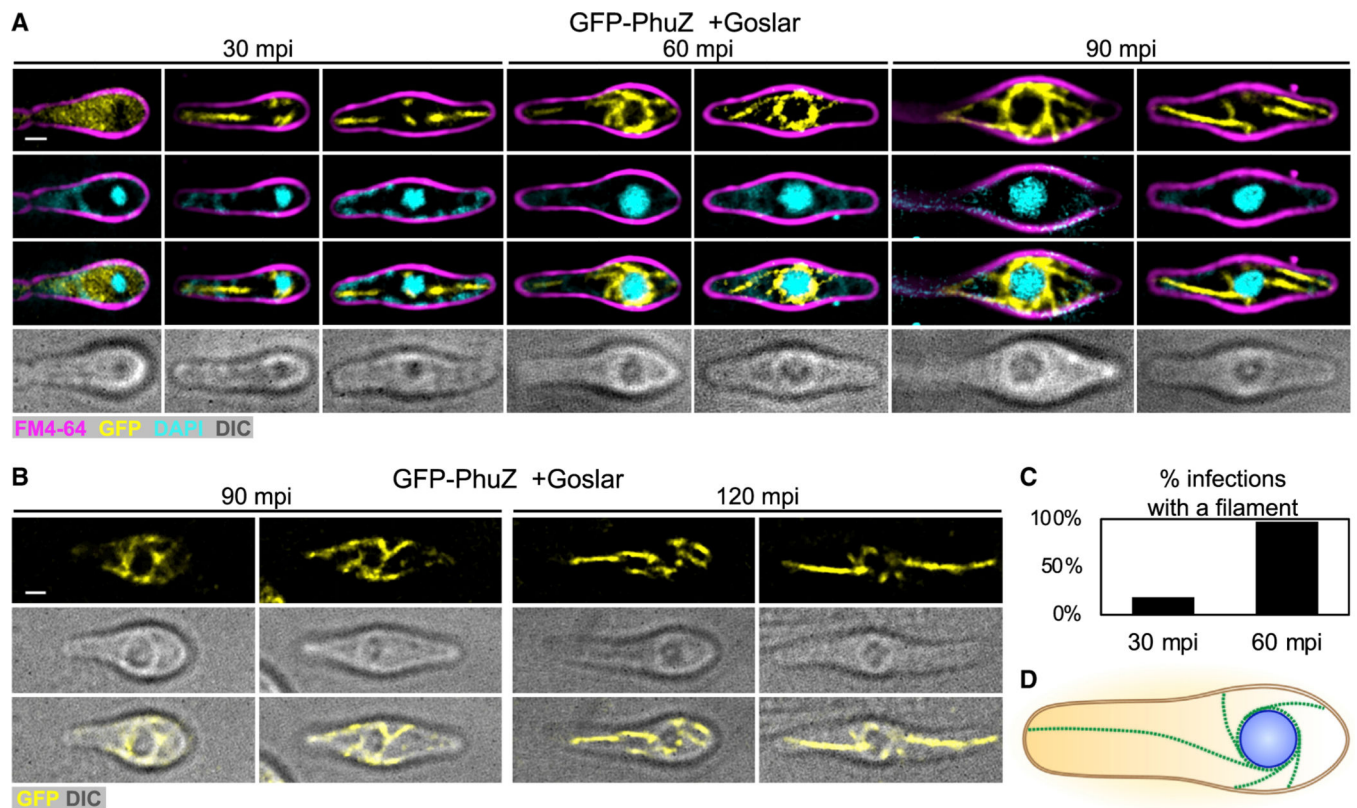 A
GFP-PhuZ +Goslar
30 mpi 60 mpi 90 mpi
FM4-64 GFP DAPI DIC
B
GFP-PhuZ +Goslar
90 mpi 120 mpi
GFP DIC
C
% infections
with a filament
100%
50%
0%
30 mpi 60 mpi
D